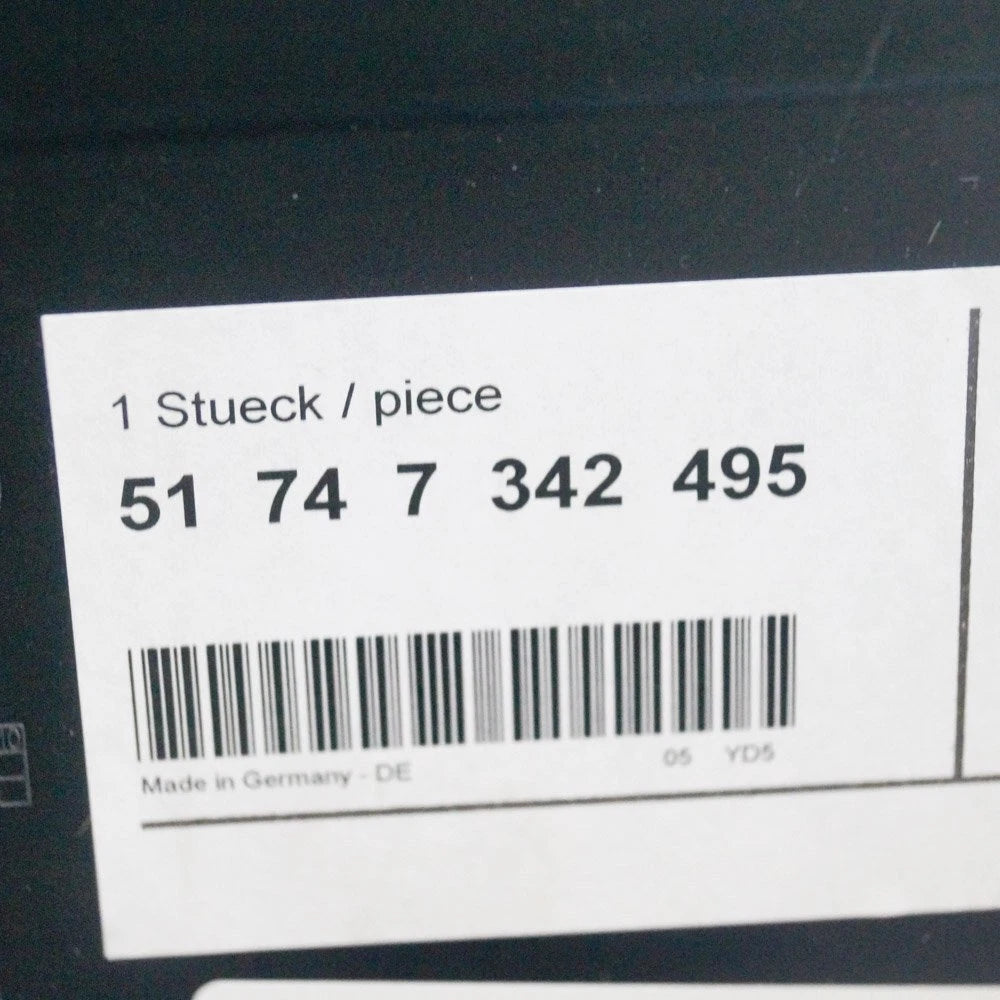 1 Stueck / piece
51 74 7 342 495
Made in Germany - DE 05 YD5